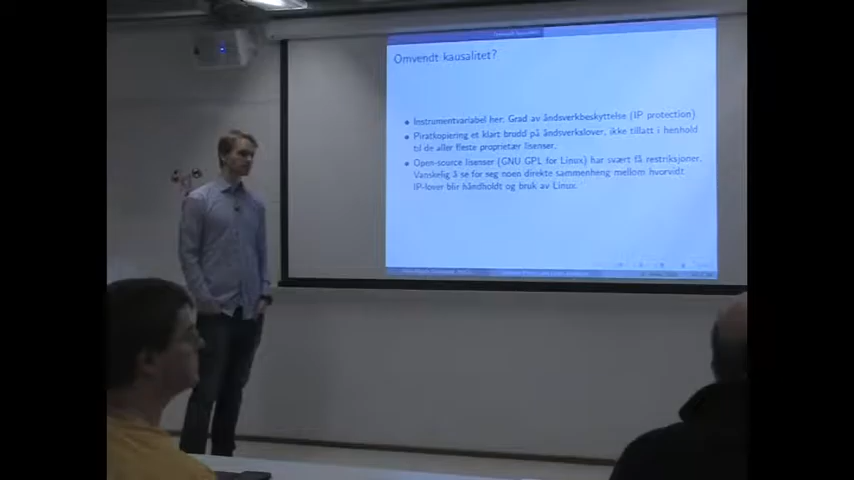 Omvendt kausalitet?
Instrumentvariabel her: Grad av åndsverkbeskyttelse (IP protection)
Piratkopiering et klart brudd på åndsverkslover, ikke tillatt i henhold
til de aller fleste proprietær lisenser.
Open-source lisenser (GNU GPL for Linux) har svært få restriksjoner.
Vanskelig å se for seg noen direkte sammenheng mellom hvorvidt
IP-lover blir håndholdt og bruk av Linux.